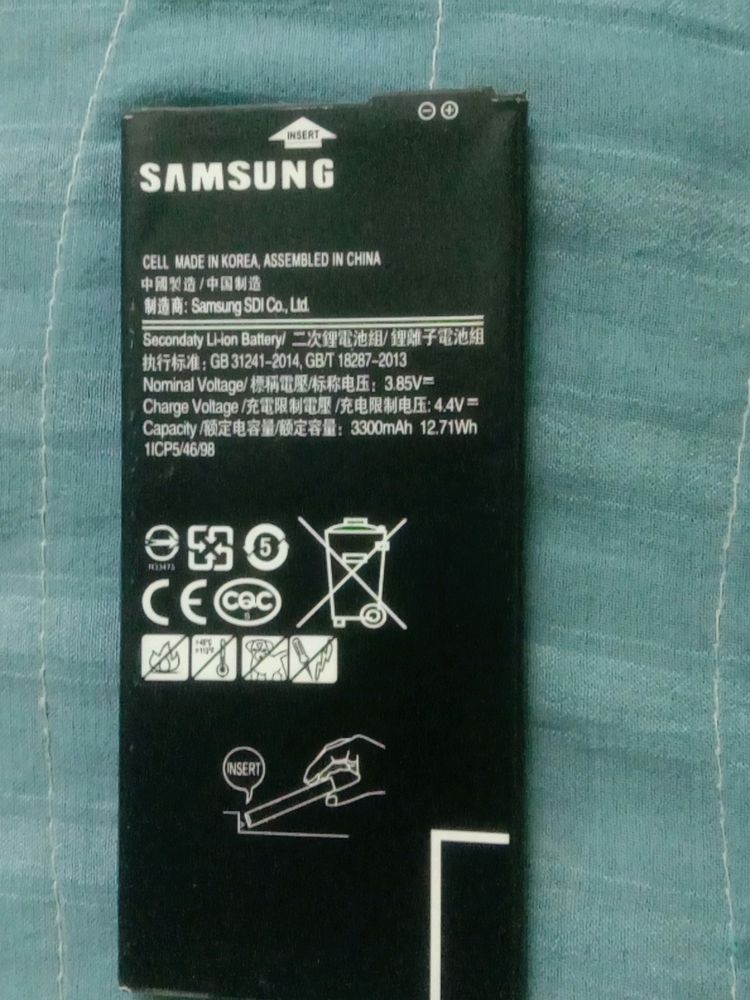 INSERT
SAMSUNG
CELL MADE IN KOREA, ASSEMBLED IN CHINA
中國製造/中国制造
制造商: Samsung SDI Co., Ltd.
Secondaty Li-ion Battery/ 二次鋰電池組/ 鋰離子電池組
执行标准: GB 31241-2014, GB/T 18287-2013
Nominal Voltage/ 標稱電壓/标称电压: 3.85V
Charge Voltage /充電限制電壓 /充电限制电压: 4.4V
Capacity /额定电容量/额定容量: 3300mAh 12.71Wh
1ICP5/46/98
5
CE CQC
INSERT